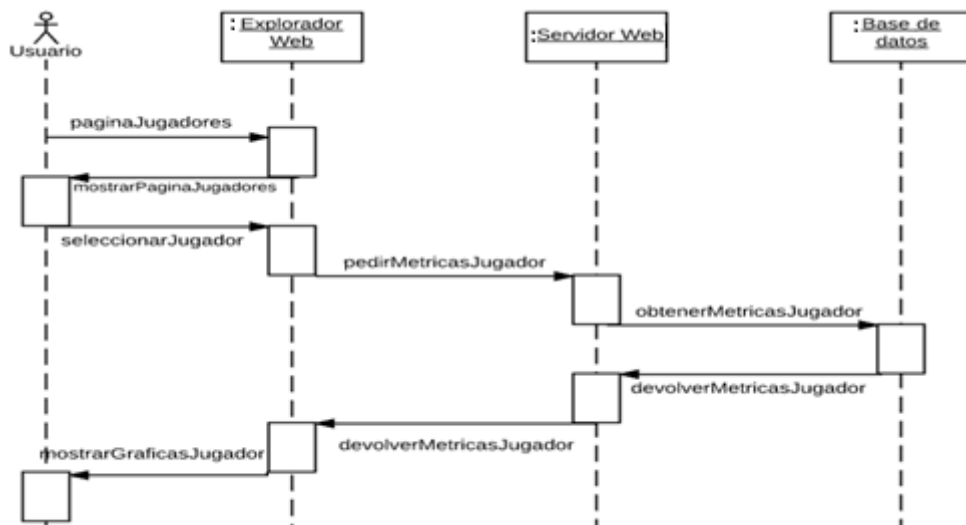 : Explorador
Web
:Servidor Web
:Base de
datos
Usuario
paginaJugadores
mostrarPaginaJugadores
seleccionarJugador
pedirMetricasJugador
obtenerMetricasJugador
devolverMetricasJugador
devolverMetricasJugador
mostrarGraficasJugador